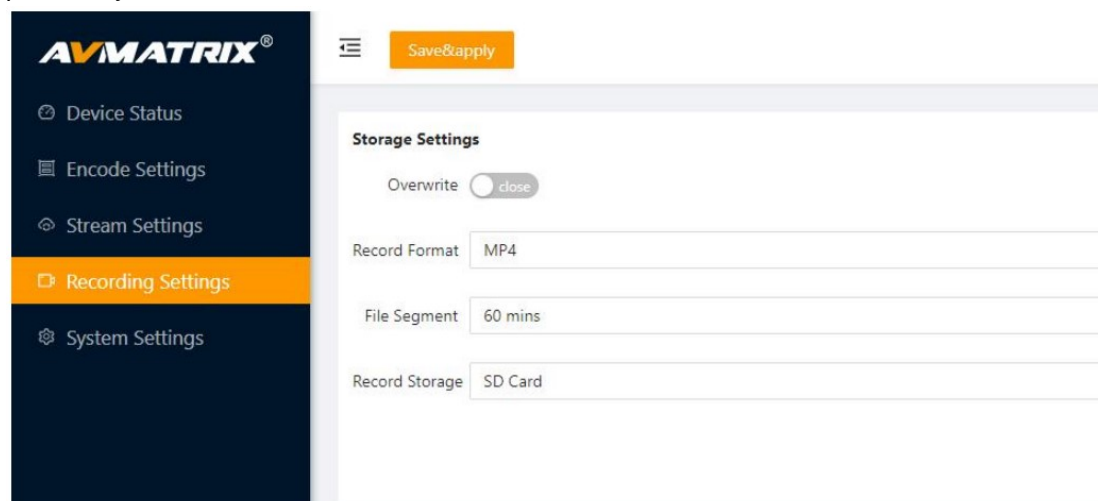 AVMATRIX®
Save&apply
Device Status
Encode Settings
Stream Settings
Recording Settings
System Settings
Storage Settings
Overwrite close
Record Format MP4
File Segment 60 mins
Record Storage SD Card